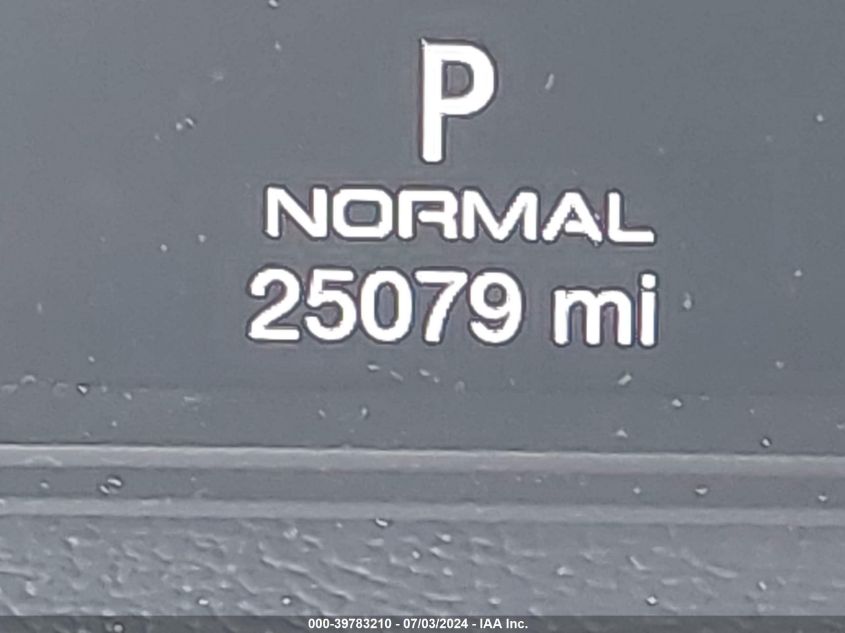 P
NORMAL
25079 mi
000-39783210 - 07/03/2024 - IAA Inc.